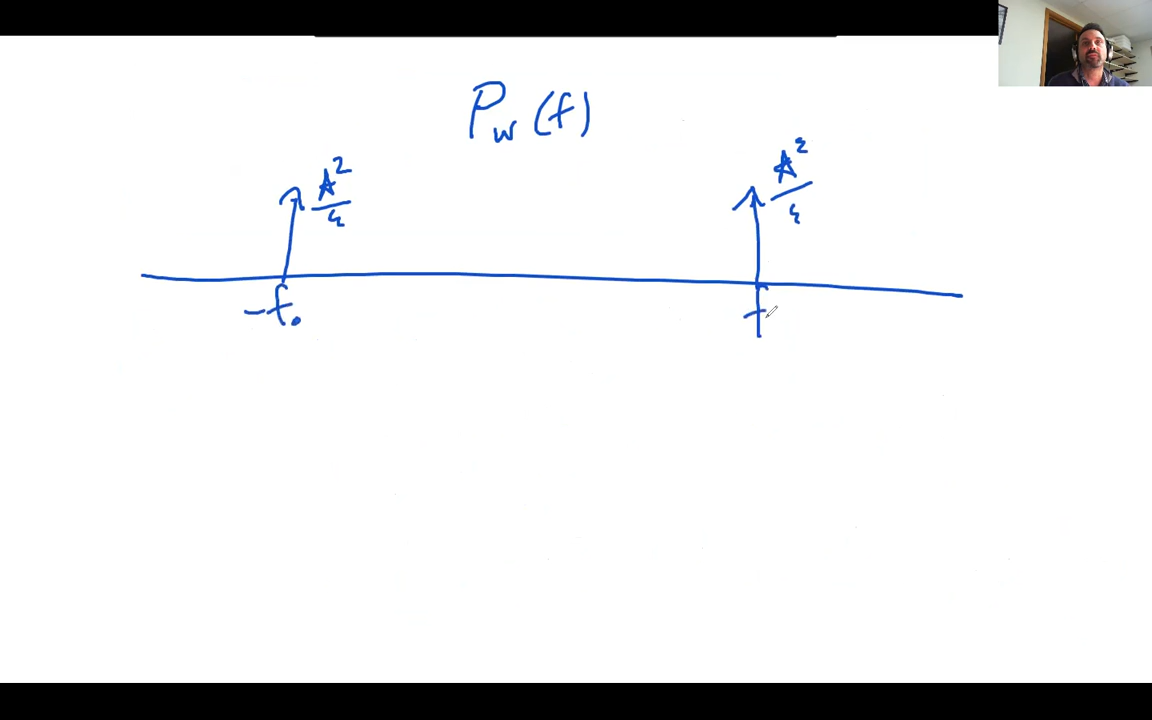 P_w (f)
A²/4
A²/4
-f₀
f